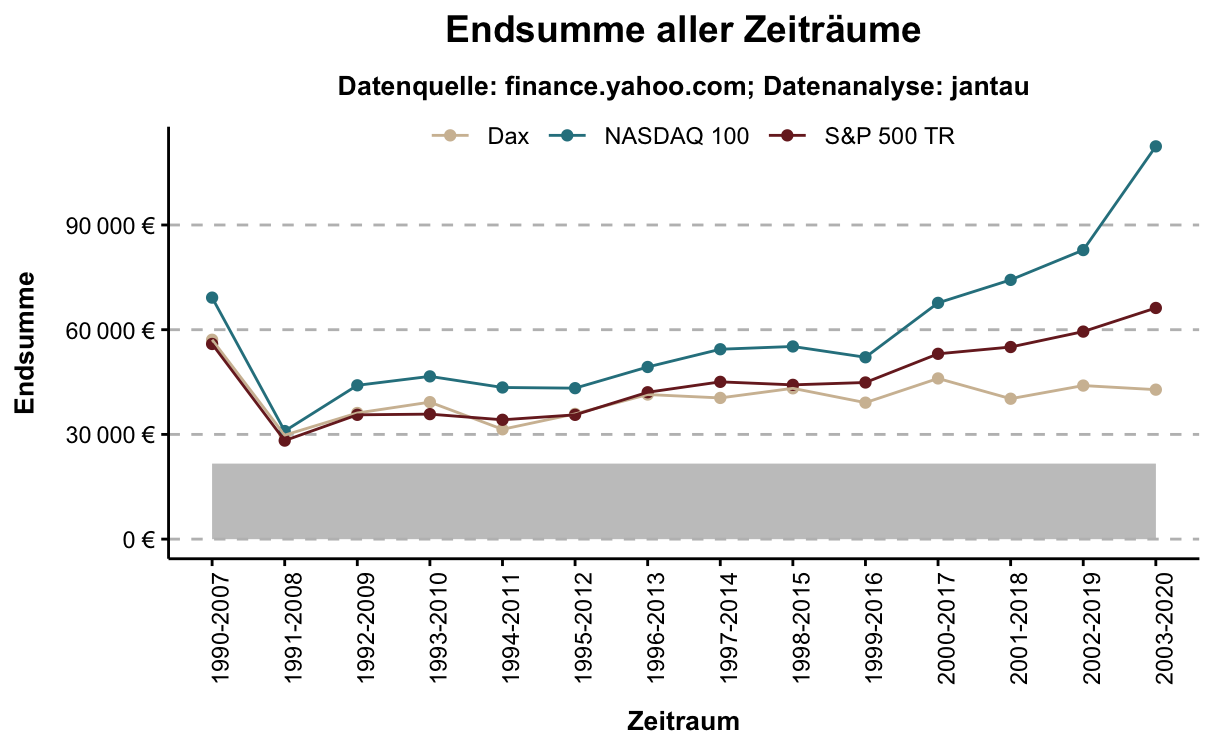 Endsumme aller Zeiträume
Datenquelle: finance.yahoo.com; Datenanalyse: jantau
Dax NASDAQ 100 S&P 500 TR
Endsumme
90 000 €
60 000 €
30 000 €
0 €
1990-2007
1991-2008
1992-2009
1993-2010
1994-2011
1995-2012
1996-2013
1997-2014
1998-2015
1999-2016
2000-2017
2001-2018
2002-2019
2003-2020
Zeitraum